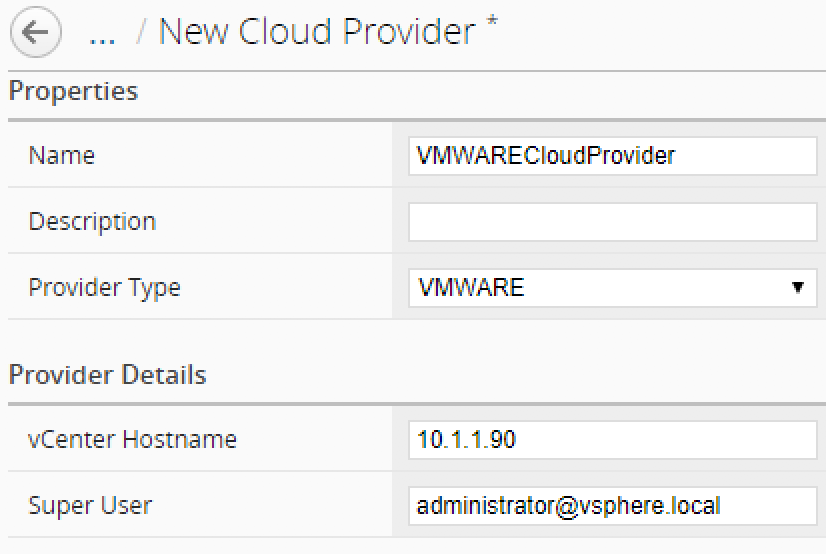 ... / New Cloud Provider *
Properties
Name VMWARECloudProvider
Description
Provider Type VMWARE
Provider Details
vCenter Hostname 10.1.1.90
Super User administrator@vsphere.local